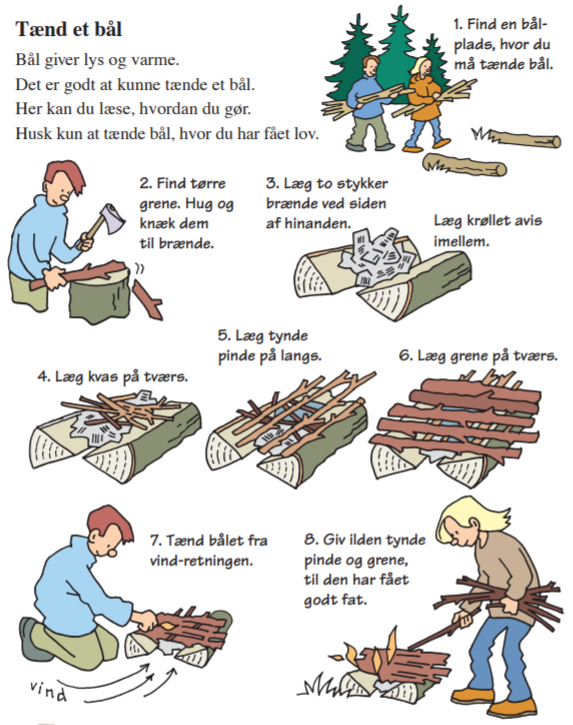 Tænd et bål
Bål giver lys og varme.
Det er godt at kunne tænde et bål.
Her kan du læse, hvordan du gør.
Husk kun at tænde bål, hvor du har fået lov.
1. Find en bål-
plads, hvor du
må tænde bål.
2. Find tørre
grene. Hug og
knæk dem
til brænde.
3. Læg to stykker
brænde ved siden
af hinanden.
Læg krøllet avis
imellem.
4. Læg kvas på tværs.
5. Læg tynde
pinde på langs.
6. Læg grene på tværs.
7. Tænd bålet fra
vind-retningen.
vind
8. Giv ilden tynde
pinde og grene,
til den har fået
godt fat.